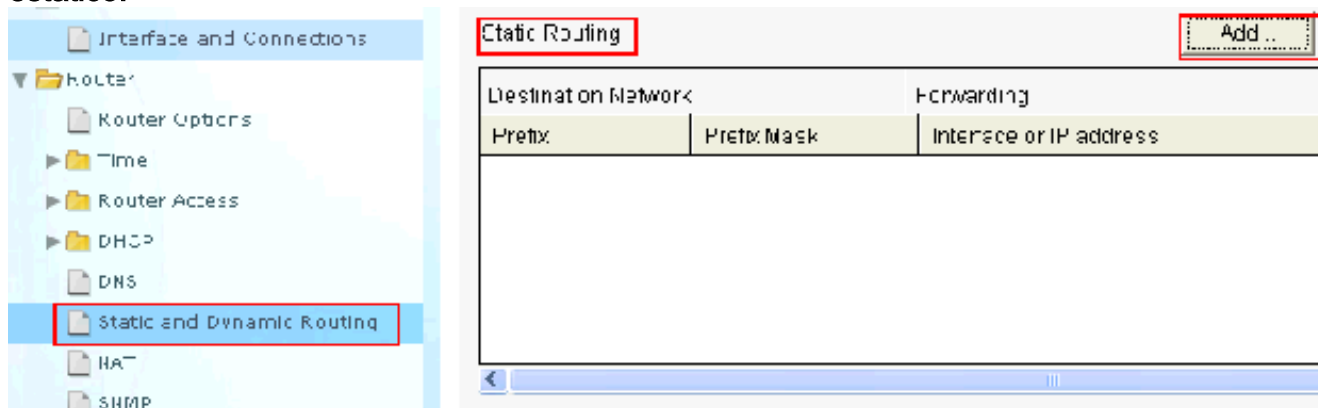 Interface and Connections
Router
Router Options
Time
Router Access
DHCP
DNS
Static and Dynamic Routing
NAT
SNMP
Static Routing
Add ...
Destination Network
Forwarding
Prefix
Prefix Mask
Interface or IP address